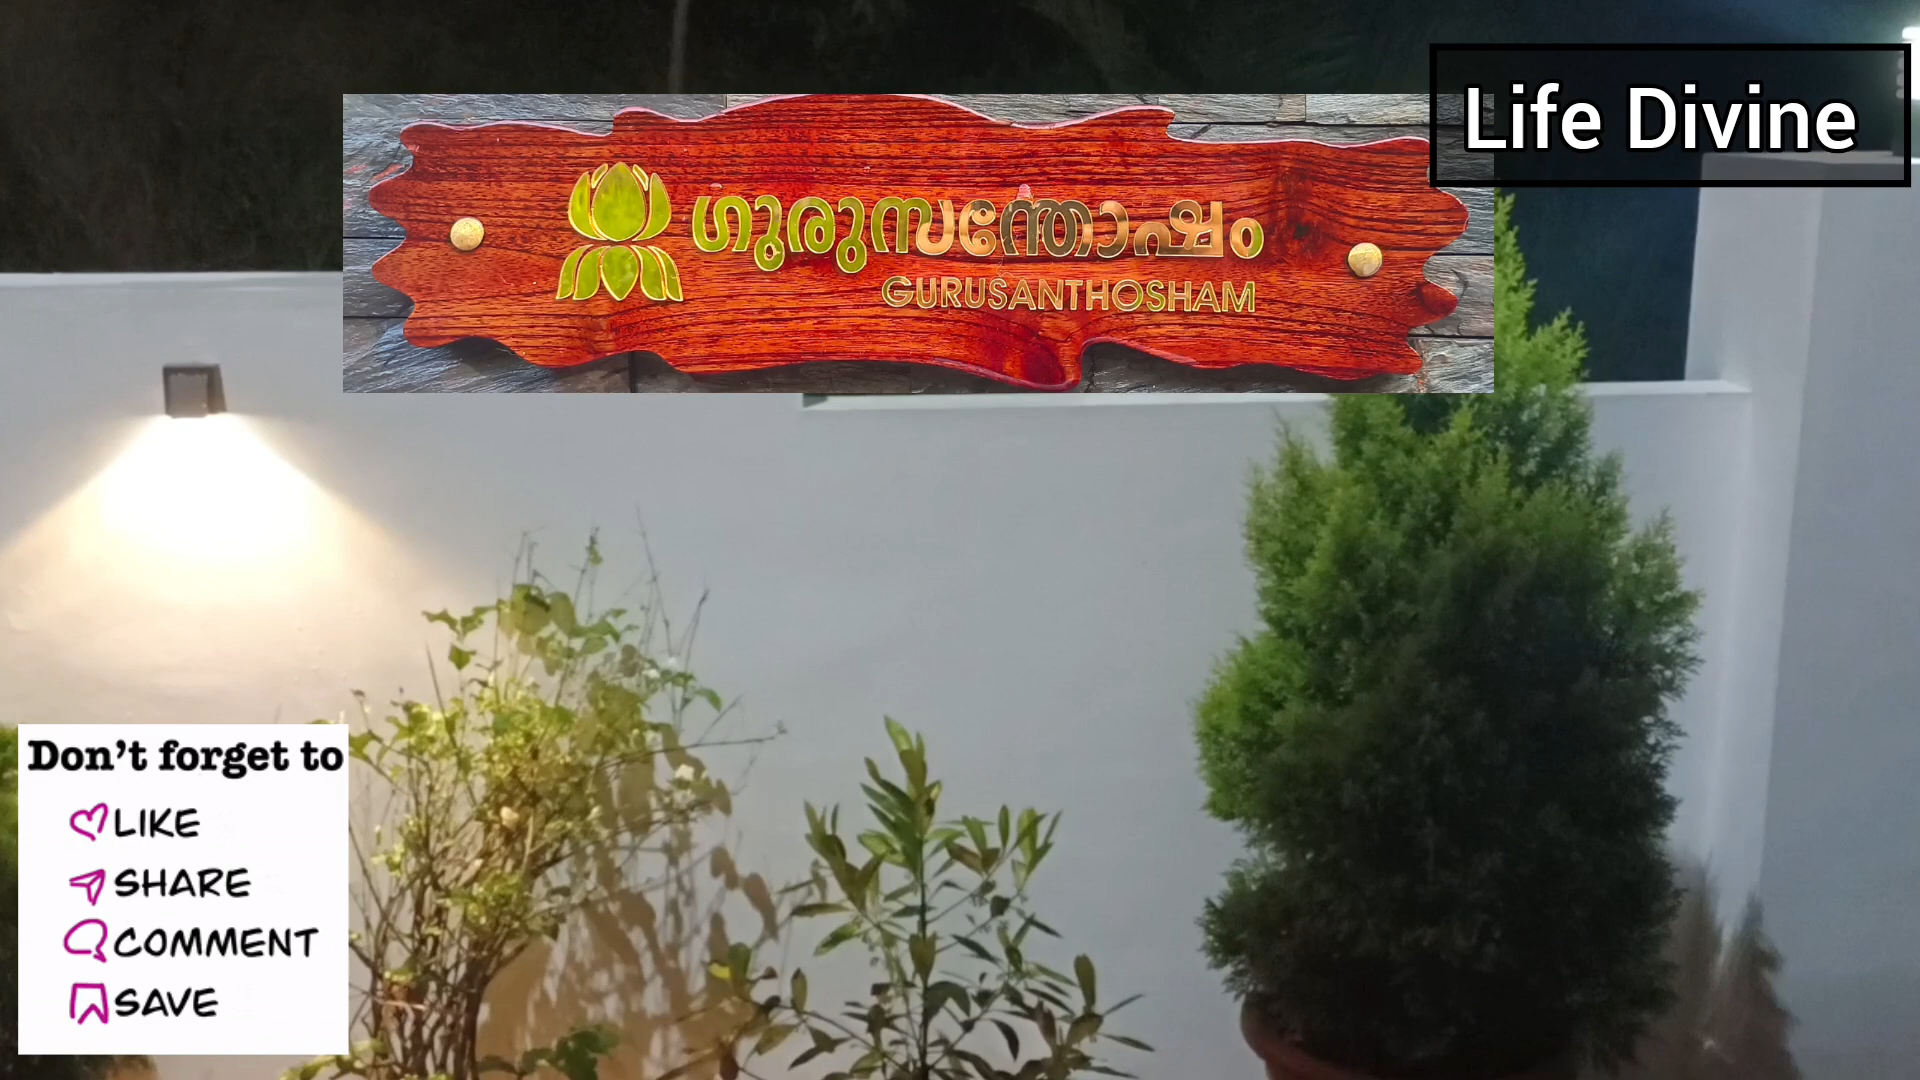 Life Divine
ഗുരുസന്തോഷം
GURUSANTHOSHAM
Don't forget to
LIKE
SHARE
COMMENT
SAVE